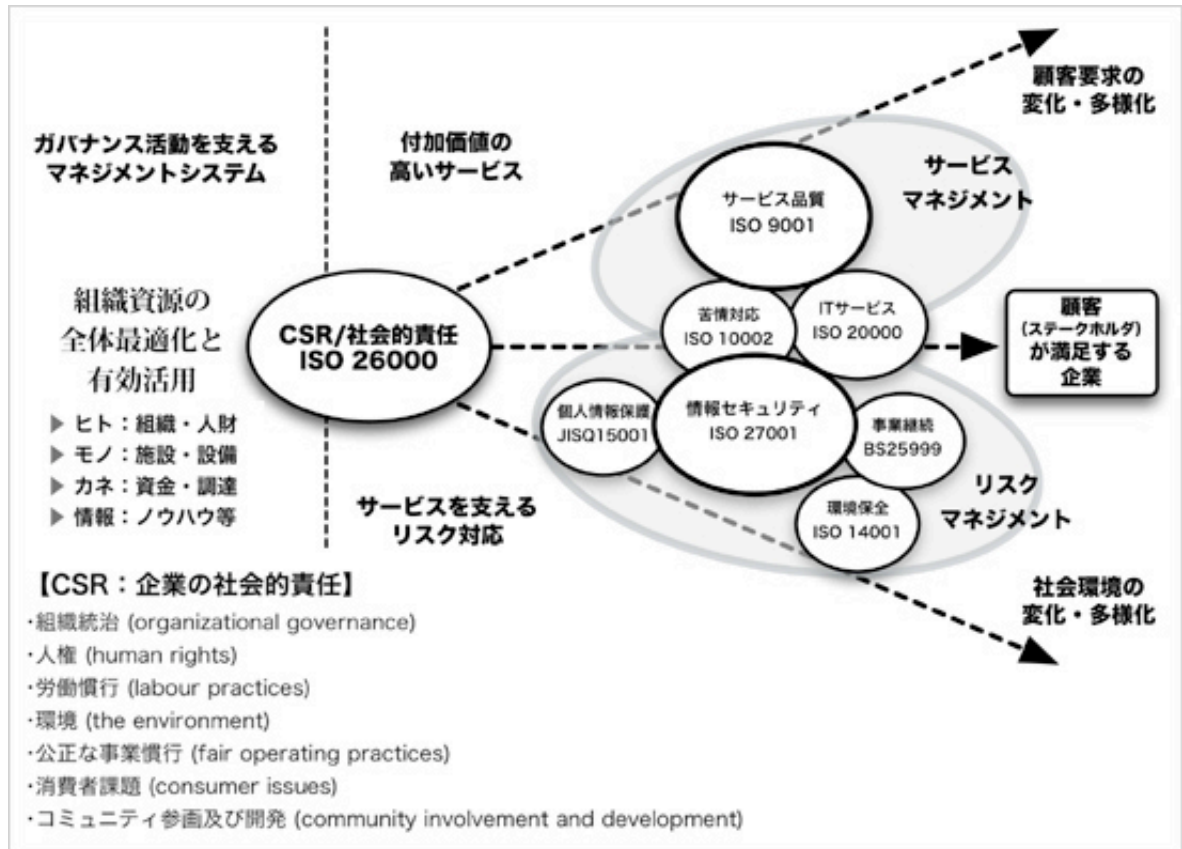 顧客要求の
変化・多様化
ガバナンス活動を支える
マネジメントシステム
付加価値の
高いサービス
サービス
マネジメント
サービス品質
ISO 9001
組織資源の
全体最適化と
有効活用
▶ ヒト：組織・人財
▶ モノ：施設・設備
▶ カネ：資金・調達
▶ 情報：ノウハウ等
CSR/社会的責任
ISO 26000
苦情対応
ISO 10002
ITサービス
ISO 20000
顧客
(ステークホルダ)
が満足する
企業
個人情報保護
JISQ15001
情報セキュリティ
ISO 27001
事業継続
BS25999
環境保全
ISO 14001
リスク
マネジメント
サービスを支える
リスク対応
社会環境の
変化・多様化
【CSR：企業の社会的責任】
・組織統治 (organizational governance)
・人権 (human rights)
・労働慣行 (labour practices)
・環境 (the environment)
・公正な事業慣行 (fair operating practices)
・消費者課題 (consumer issues)
・コミュニティ参画及び開発 (community involvement and development)